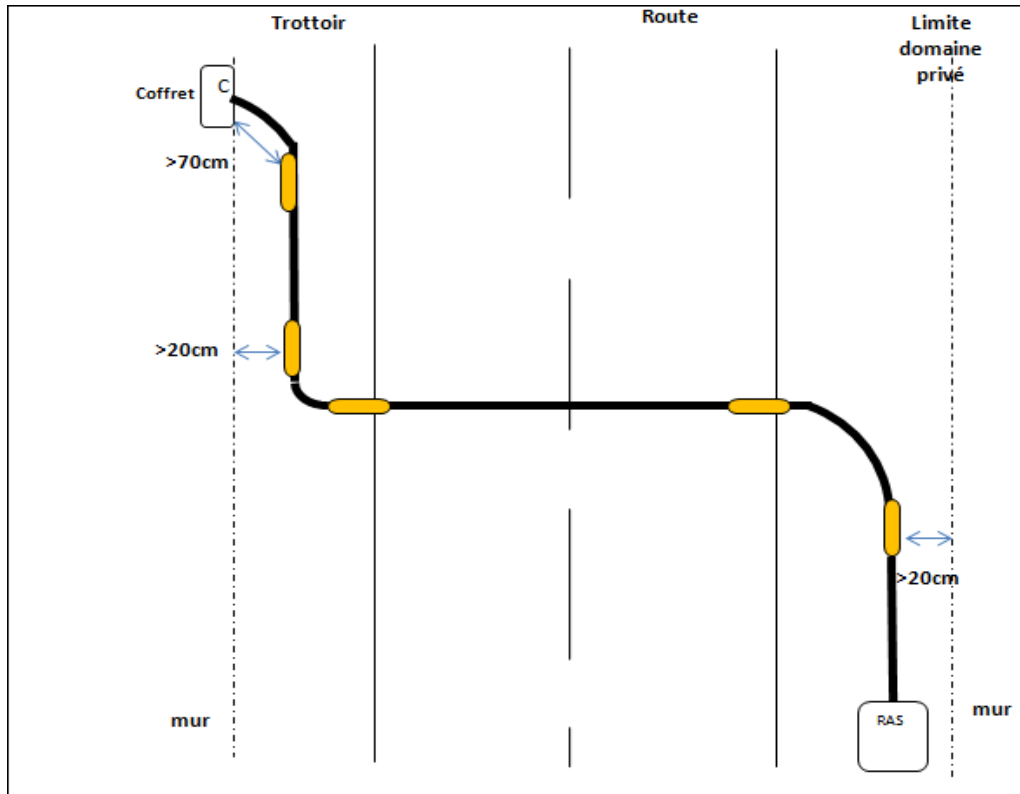 Trottoir
Route
Limite
domaine
privé
C
Coffret
>70cm
>20cm
>20cm
mur
RAS
mur